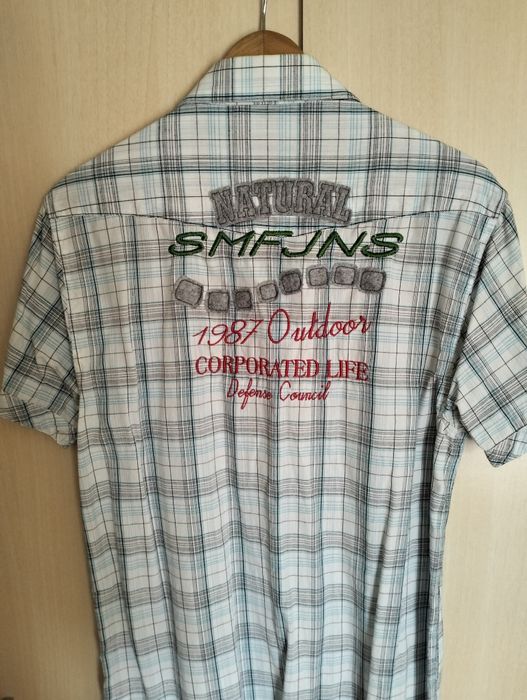 NATURAL
SMFJNS
1987 Outdoor
CORPORATED LIFE
Defense Council